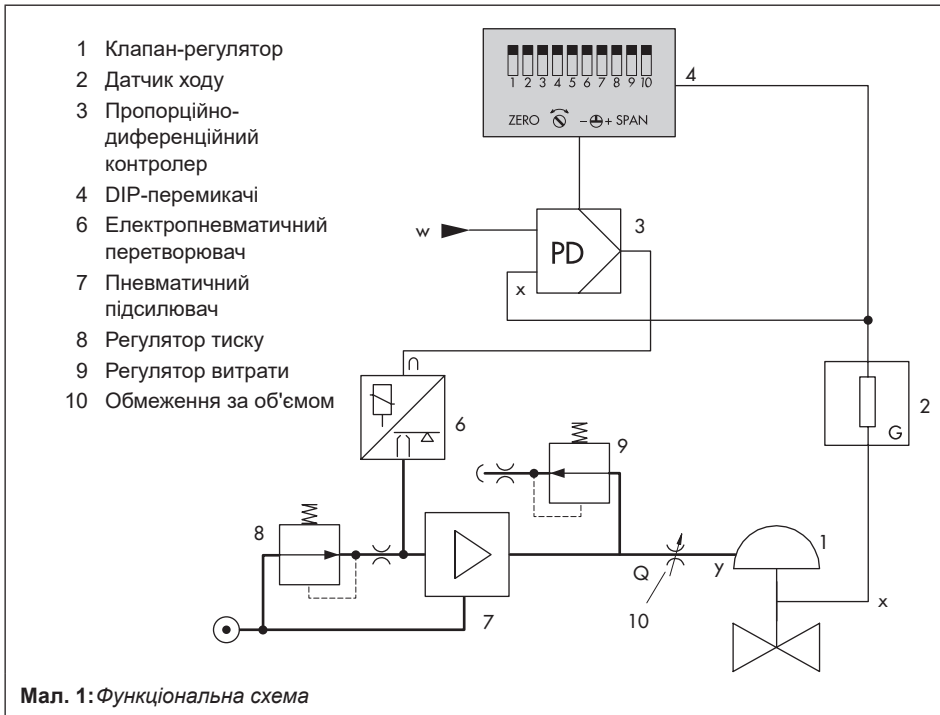 1 Клапан-регулятор
2 Датчик ходу
3 Пропорційно-
диференційний
контролер
4 DIP-перемикачі
6 Електропневматичний
перетворювач
7 Пневматичний
підсилювач
8 Регулятор тиску
9 Регулятор витрати
10 Обмеження за об'ємом
1 2 3 4 5 6 7 8 9 10
ZERO – + SPAN
4
w
PD
3
x
6
2
G
9
8
7
Q
10
y
1
x
Мал. 1: Функціональна схема